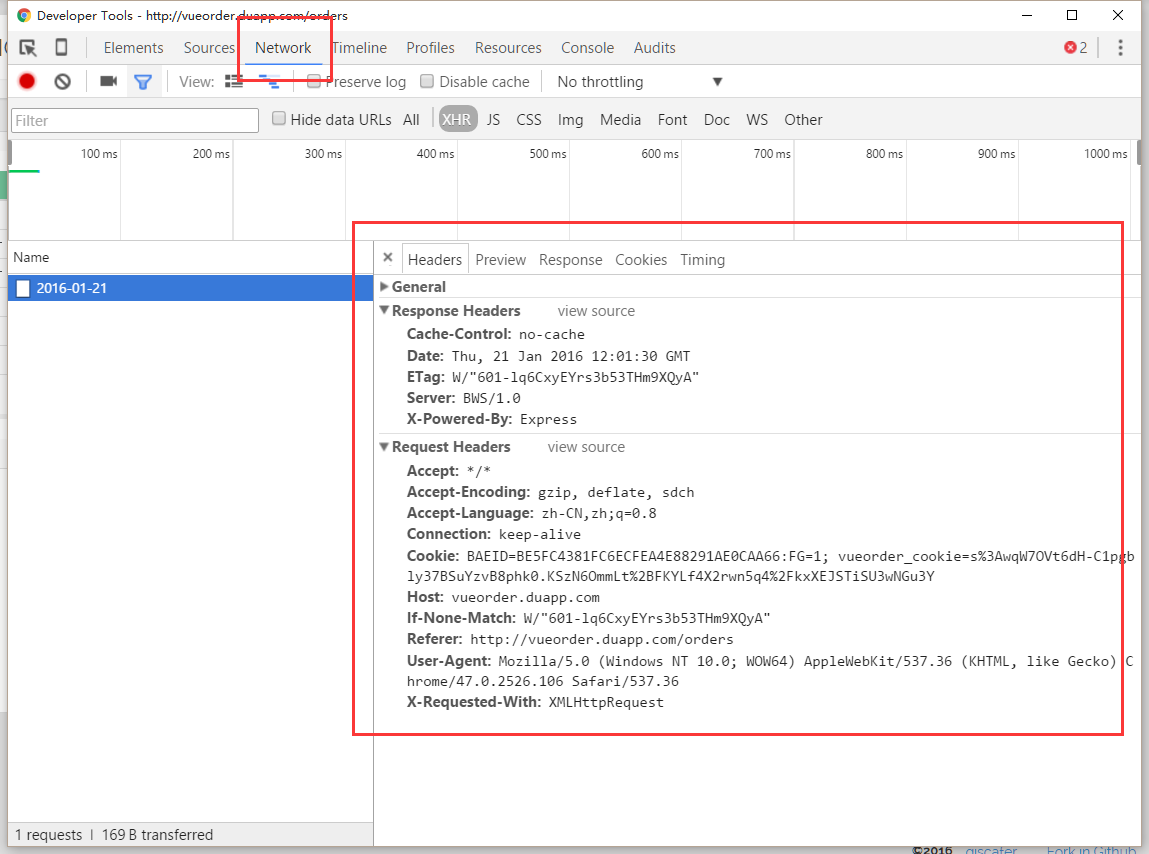 Developer Tools - http://vueorder.duapp.com/orders
Elements Sources Network Timeline Profiles Resources Console Audits 2
View: Preserve log Disable cache No throttling
Filter Hide data URLs All XHR JS CSS Img Media Font Doc WS Other
100 ms 200 ms 300 ms 400 ms 500 ms 600 ms 700 ms 800 ms 900 ms 1000 ms
Name
2016-01-21
Headers Preview Response Cookies Timing
General
Response Headers view source
Cache-Control: no-cache
Date: Thu, 21 Jan 2016 12:01:30 GMT
ETag: W/"601-lq6CxyEYrs3b53THm9XQyA"
Server: BWS/1.0
X-Powered-By: Express
Request Headers view source
Accept: */*
Accept-Encoding: gzip, deflate, sdch
Accept-Language: zh-CN,zh;q=0.8
Connection: keep-alive
Cookie: BAEID=BE5FC4381FC6ECFEA4E88291AE0CAA66:FG=1; vueorder_cookie=s%3AwqW7OVt6dH-C1pgb
ly37BSuYzvB8phk0.KSzN6OmmLt%2BFKYLf4X2rwn5q4%2FkxXEJSTiSU3wNGu3Y
Host: vueorder.duapp.com
If-None-Match: W/"601-lq6CxyEYrs3b53THm9XQyA"
Referer: http://vueorder.duapp.com/orders
User-Agent: Mozilla/5.0 (Windows NT 10.0; WOW64) AppleWebKit/537.36 (KHTML, like Gecko) C
hrome/47.0.2526.106 Safari/537.36
X-Requested-With: XMLHttpRequest
1 requests | 169 B transferred
©2016 giscafer Fork in Github